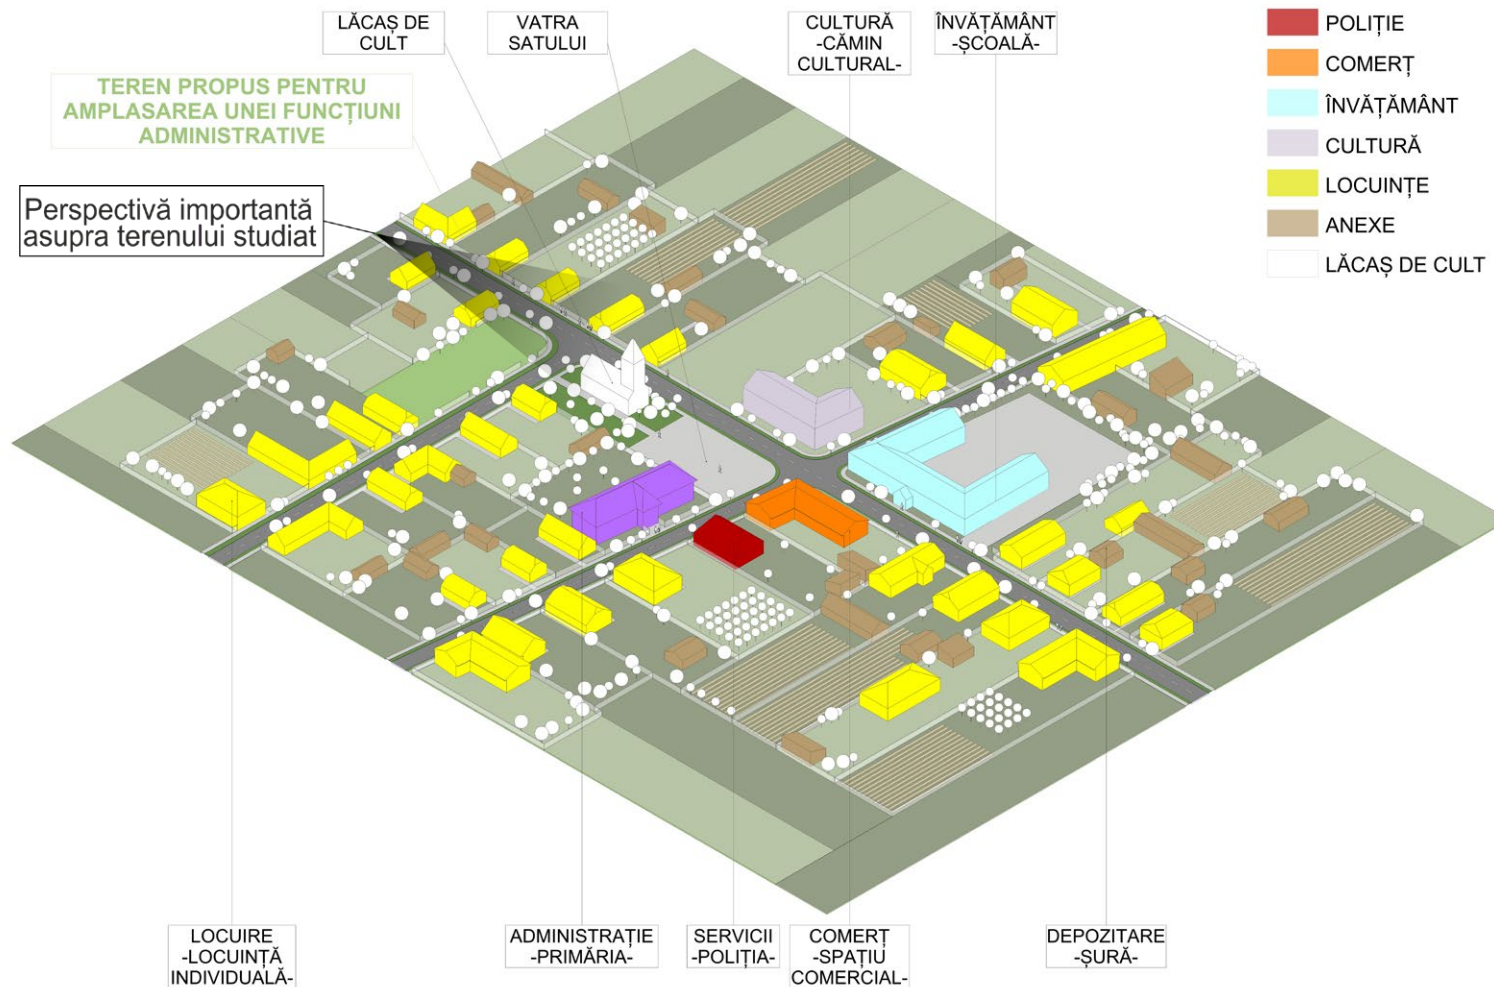 LĂCAȘ DE
CULT
VATRA
SATULUI
CULTURĂ
-CĂMIN
CULTURAL-
ÎNVĂȚĂMÂNT
-ȘCOALĂ-
POLIȚIE
COMERȚ
ÎNVĂȚĂMÂNT
CULTURĂ
LOCUINȚE
ANEXE
LĂCAȘ DE CULT
TEREN PROPUS PENTRU
AMPLASAREA UNEI FUNCȚIUNI
ADMINISTRATIVE
Perspectivă importantă
asupra terenului studiat
LOCUIRE
-LOCUINȚĂ
INDIVIDUALĂ-
ADMINISTRAȚIE
-PRIMĂRIA-
SERVICII
-POLIȚIA-
COMERȚ
-SPAȚIU
COMERCIAL-
DEPOZITARE
-ȘURĂ-